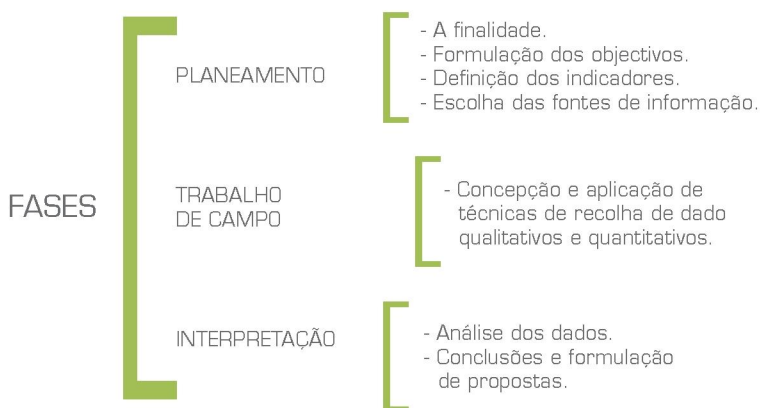 FASES
PLANEAMENTO
- A finalidade.
- Formulação dos objectivos.
- Definição dos indicadores.
- Escolha das fontes de informação.
TRABALHO
DE CAMPO
- Concepção e aplicação de
técnicas de recolha de dado
qualitativos e quantitativos.
INTERPRETAÇÃO
- Análise dos dados.
- Conclusões e formulação
de propostas.